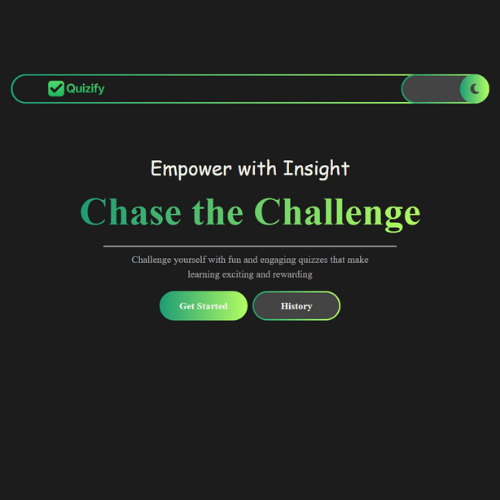 Quizify
Empower with Insight
Chase the Challenge
Challenge yourself with fun and engaging quizzes that make
learning exciting and rewarding
Get Started
History